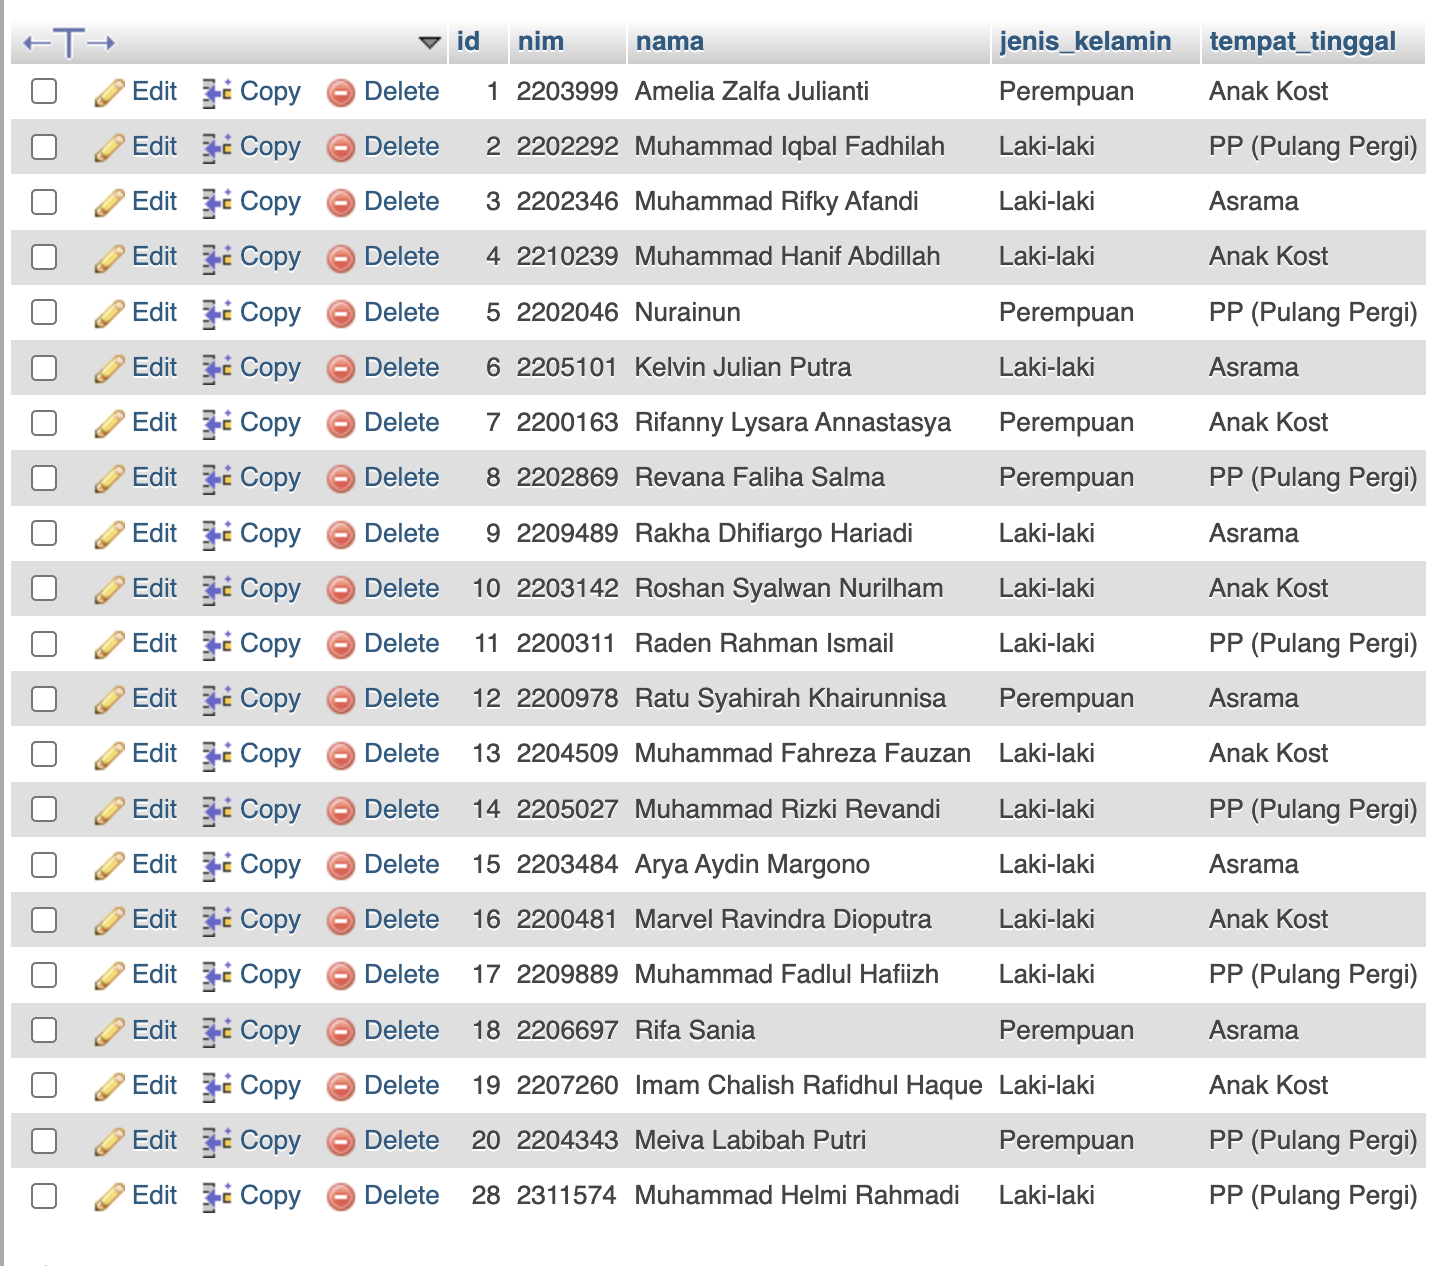 id nim nama jenis_kelamin tempat_tinggal
Edit Copy Delete 1 2203999 Amelia Zalfa Julianti Perempuan Anak Kost
Edit Copy Delete 2 2202292 Muhammad Iqbal Fadhilah Laki-laki PP (Pulang Pergi)
Edit Copy Delete 3 2202346 Muhammad Rifky Afandi Laki-laki Asrama
Edit Copy Delete 4 2210239 Muhammad Hanif Abdillah Laki-laki Anak Kost
Edit Copy Delete 5 2202046 Nurainun Perempuan PP (Pulang Pergi)
Edit Copy Delete 6 2205101 Kelvin Julian Putra Laki-laki Asrama
Edit Copy Delete 7 2200163 Rifanny Lysara Annastasya Perempuan Anak Kost
Edit Copy Delete 8 2202869 Revana Faliha Salma Perempuan PP (Pulang Pergi)
Edit Copy Delete 9 2209489 Rakha Dhifiargo Hariadi Laki-laki Asrama
Edit Copy Delete 10 2203142 Roshan Syalwan Nurilham Laki-laki Anak Kost
Edit Copy Delete 11 2200311 Raden Rahman Ismail Laki-laki PP (Pulang Pergi)
Edit Copy Delete 12 2200978 Ratu Syahirah Khairunnisa Perempuan Asrama
Edit Copy Delete 13 2204509 Muhammad Fahreza Fauzan Laki-laki Anak Kost
Edit Copy Delete 14 2205027 Muhammad Rizki Revandi Laki-laki PP (Pulang Pergi)
Edit Copy Delete 15 2203484 Arya Aydin Margono Laki-laki Asrama
Edit Copy Delete 16 2200481 Marvel Ravindra Dioputra Laki-laki Anak Kost
Edit Copy Delete 17 2209889 Muhammad Fadlul Hafiizh Laki-laki PP (Pulang Pergi)
Edit Copy Delete 18 2206697 Rifa Sania Perempuan Asrama
Edit Copy Delete 19 2207260 Imam Chalish Rafidhul Haque Laki-laki Anak Kost
Edit Copy Delete 20 2204343 Meiva Labibah Putri Perempuan PP (Pulang Pergi)
Edit Copy Delete 28 2311574 Muhammad Helmi Rahmadi Laki-laki PP (Pulang Pergi)